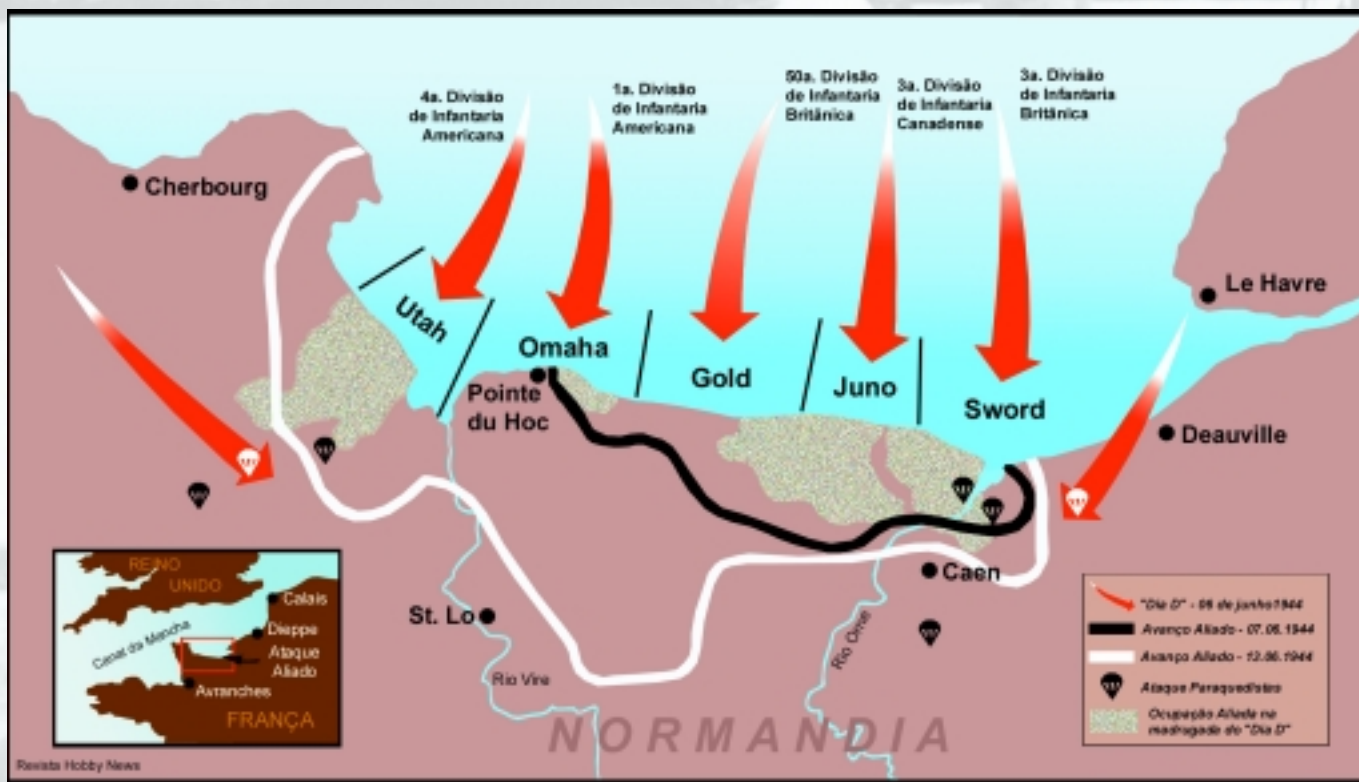 4a. Divisão
de Infantaria
Americana
1a. Divisão
de Infantaria
Americana
50a. Divisão
de Infantaria
Britânica
3a. Divisão
de Infantaria
Canadense
3a. Divisão
de Infantaria
Britânica
Cherbourg
Le Havre
Utah
Omaha
Gold
Juno
Sword
Pointe
du Hoc
Deauville
Caen
St. Lo
Rio Vire
Rio Orne
NORMANDIA
REINO
UNIDO
Calais
Canal da Mancha
Dieppe
Ataque
Aliado
Avranches
FRANÇA
"Dia D" - 06 de junho1944
Avanço Aliado - 07.06.1944
Avanço Aliado - 12.06.1944
Ataque Paraquedistas
Ocupação Aliada na
madrugada do "Dia D"
Revista Hobby News